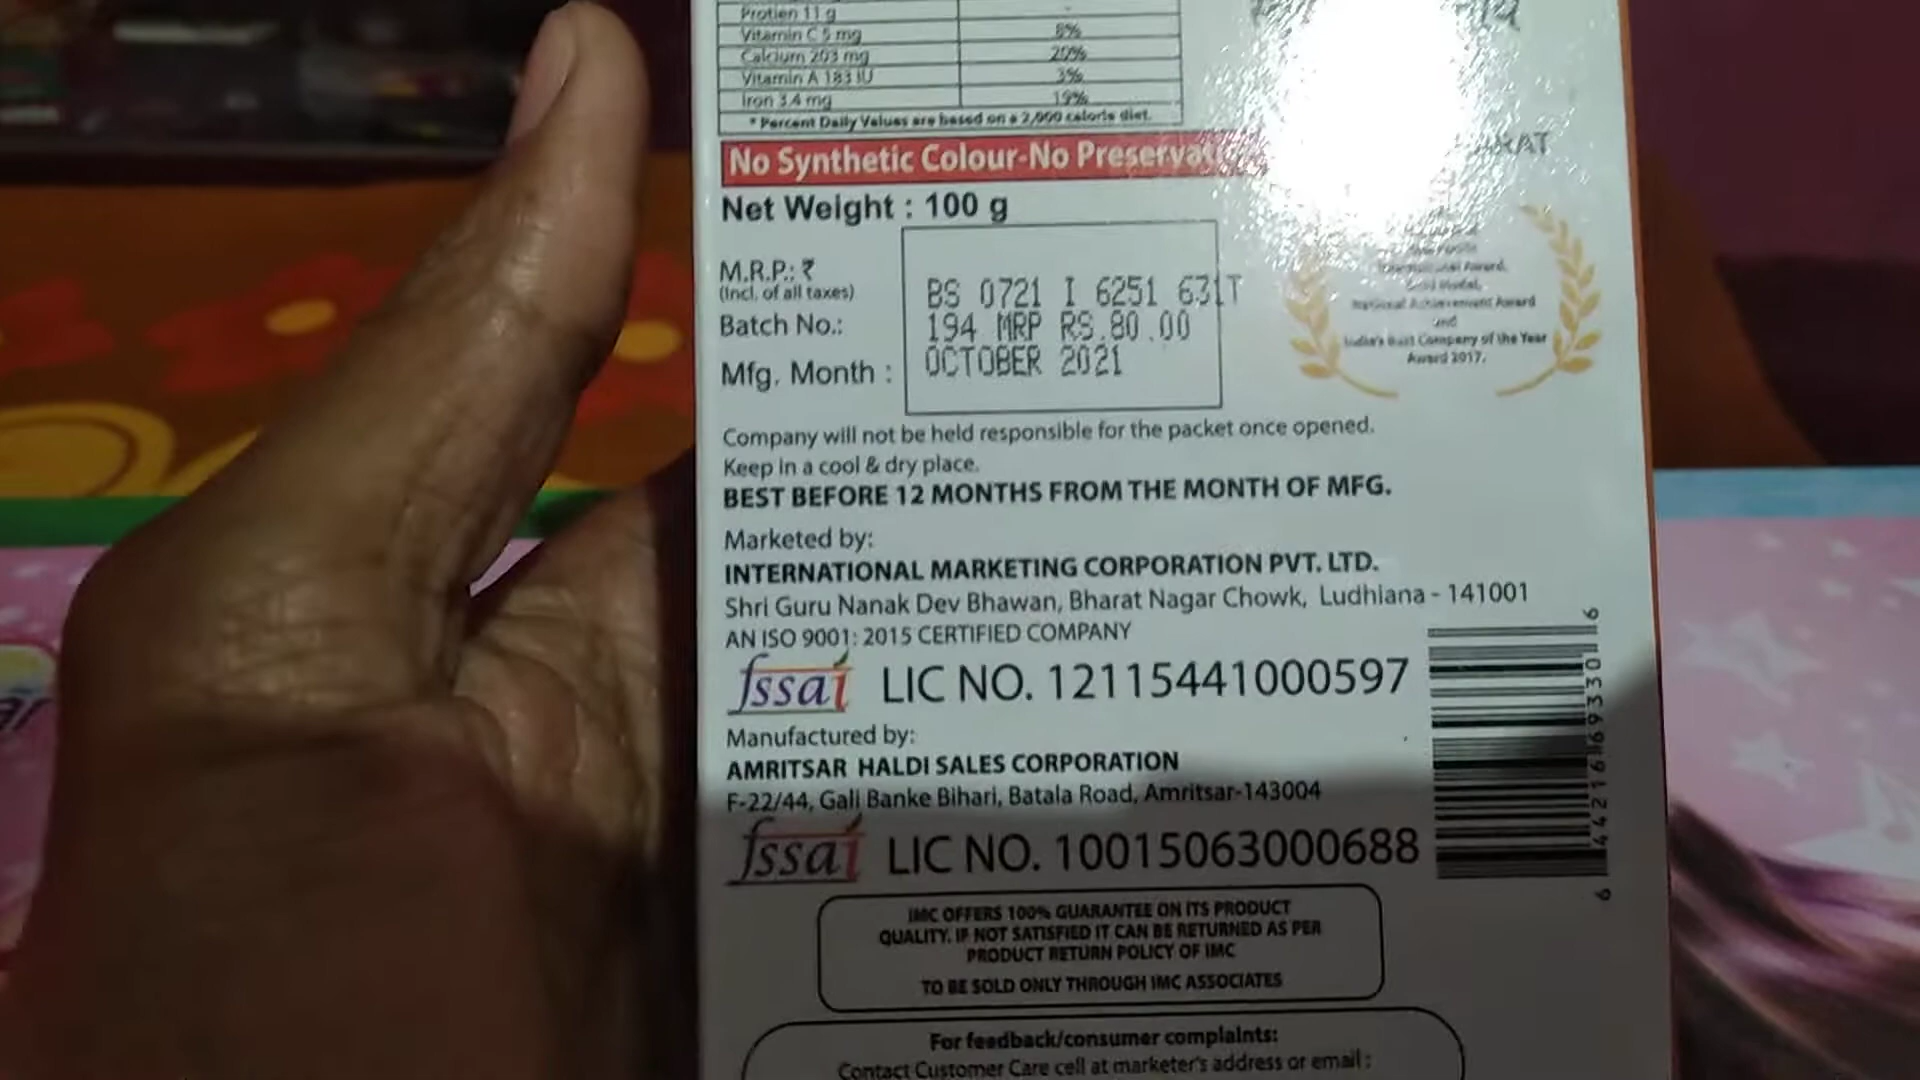 Protien 11 g
-
Vitamin C 5 mg
8%
Calcium 203 mg
20%
Vitamin A 183 IU
3%
Iron 3.4 mg
19%
* Percent Daily Values are based on a 2,000 calorie diet.
No Synthetic Colour-No
Net Weight : 100 g
M.R.P.: ₹
(Incl. of all taxes)
Batch No.:
Mfg. Month :
BS 0721 I 6251 631T
194 MRP RS.80.00
OCTOBER 2021
National Achievement Award
and
India's Best Company of the Year
Award 2017.
Company will not be held responsible for the packet once opened.
Keep in a cool & dry place.
BEST BEFORE 12 MONTHS FROM THE MONTH OF MFG.
Marketed by:
INTERNATIONAL MARKETING CORPORATION PVT. LTD.
Shri Guru Nanak Dev Bhawan, Bharat Nagar Chowk, Ludhiana - 141001
AN ISO 9001: 2015 CERTIFIED COMPANY
fssai LIC NO. 12115441000597
Manufactured by:
AMRITSAR HALDI SALES CORPORATION
F-22/44, Gali Banke Bihari, Batala Road, Amritsar-143004
fssai LIC NO. 10015063000688
IMC OFFERS 100% GUARANTEE ON ITS PRODUCT
QUALITY. IF NOT SATISFIED IT CAN BE RETURNED AS PER
PRODUCT RETURN POLICY OF IMC
TO BE SOLD ONLY THROUGH IMC ASSOCIATES
For feedback/consumer complaints:
Contact Customer Care cell at marketer's address or email :